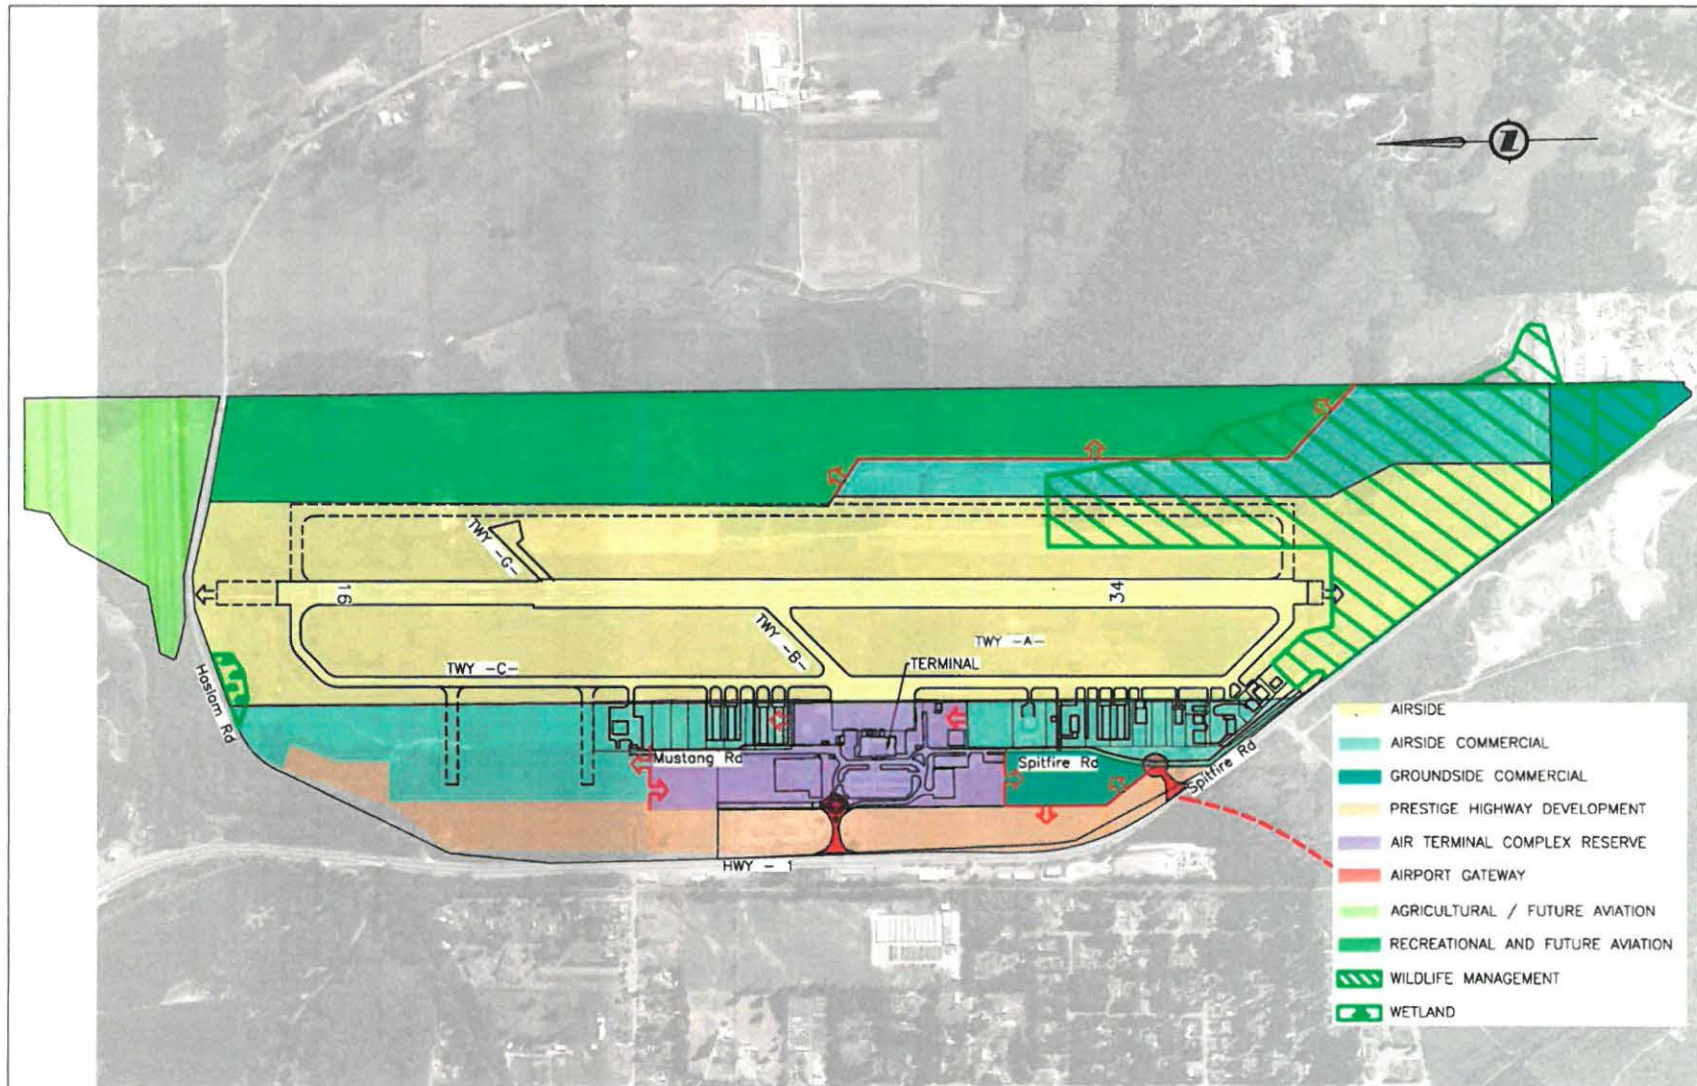 Z
TWY -G-
16
34
TWY -B-
TWY -A-
TWY -C-
TERMINAL
Haslam Rd
Mustang Rd
Spitfire Rd
Spitfire Rd
HWY - 1
AIRSIDE
AIRSIDE COMMERCIAL
GROUNDSIDE COMMERCIAL
PRESTIGE HIGHWAY DEVELOPMENT
AIR TERMINAL COMPLEX RESERVE
AIRPORT GATEWAY
AGRICULTURAL / FUTURE AVIATION
RECREATIONAL AND FUTURE AVIATION
WILDLIFE MANAGEMENT
WETLAND